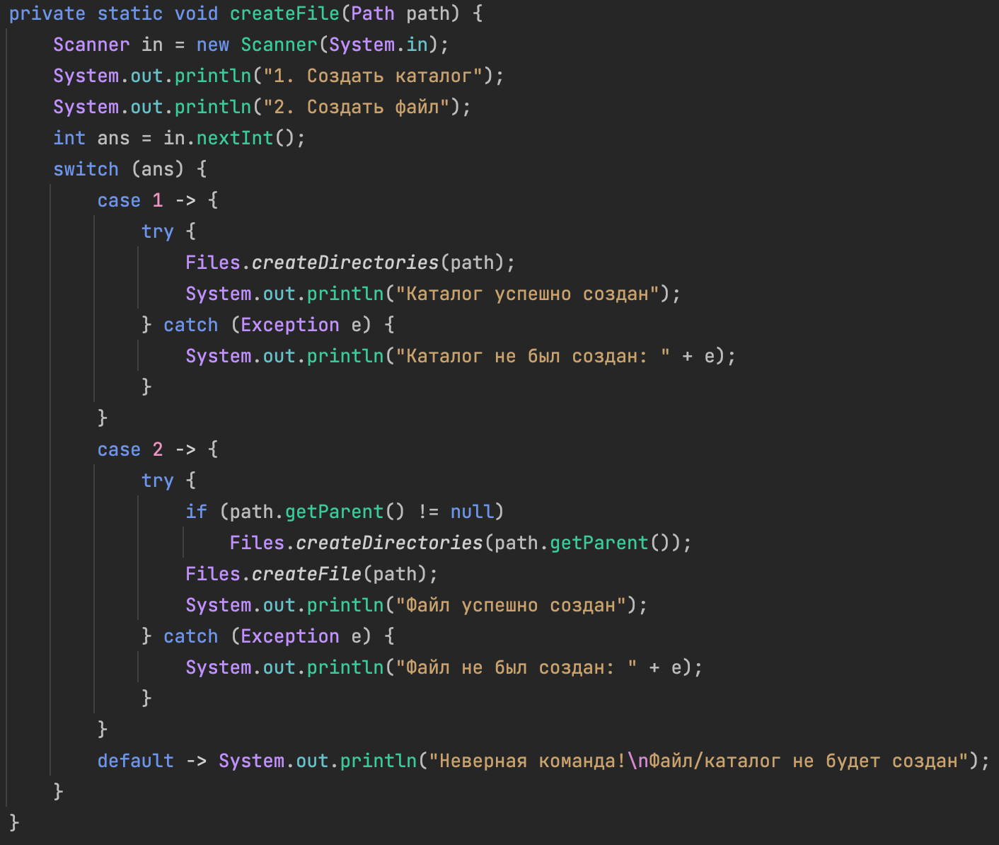 private static void createFile(Path path) {
    Scanner in = new Scanner(System.in);
    System.out.println("1. Создать каталог");
    System.out.println("2. Создать файл");
    int ans = in.nextInt();
    switch (ans) {
        case 1 -> {
            try {
                Files.createDirectories(path);
                System.out.println("Каталог успешно создан");
            } catch (Exception e) {
                System.out.println("Каталог не был создан: " + e);
            }
        }
        case 2 -> {
            try {
                if (path.getParent() != null)
                    Files.createDirectories(path.getParent());
                Files.createFile(path);
                System.out.println("Файл успешно создан");
            } catch (Exception e) {
                System.out.println("Файл не был создан: " + e);
            }
        }
        default -> System.out.println("Неверная команда!\nФайл/каталог не будет создан");
    }
}